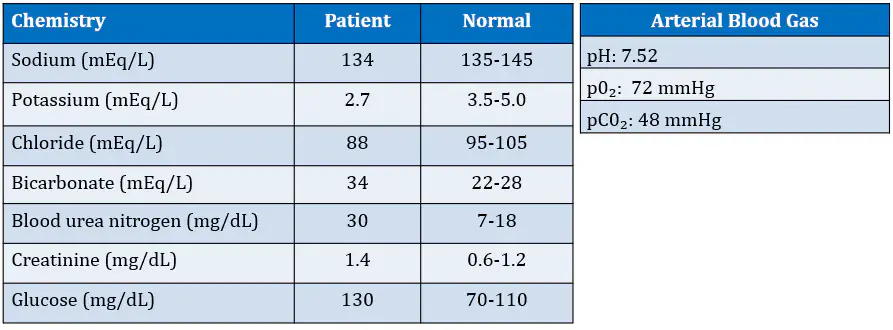 Chemistry Patient Normal
Sodium (mEq/L) 134 135-145
Potassium (mEq/L) 2.7 3.5-5.0
Chloride (mEq/L) 88 95-105
Bicarbonate (mEq/L) 34 22-28
Blood urea nitrogen (mg/dL) 30 7-18
Creatinine (mg/dL) 1.4 0.6-1.2
Glucose (mg/dL) 130 70-110
Arterial Blood Gas
pH: 7.52
p0₂: 72 mmHg
pC0₂: 48 mmHg